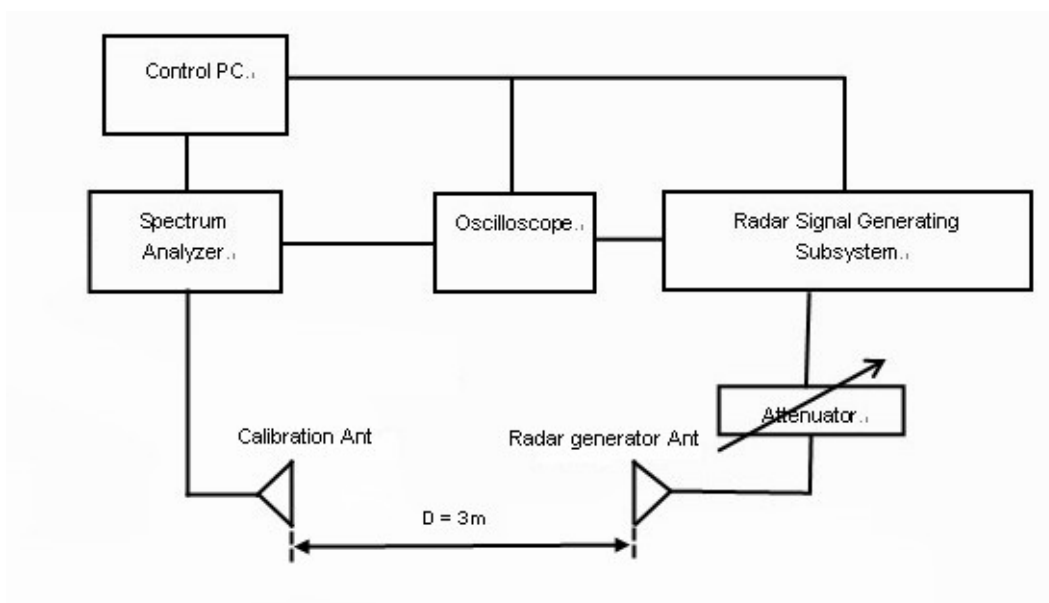 Control PC.
Spectrum
Analyzer.
Oscilloscope.
Radar Signal Generating
Subsystem.
Attenuator.
Calibration Ant
Radar generator Ant
D = 3m